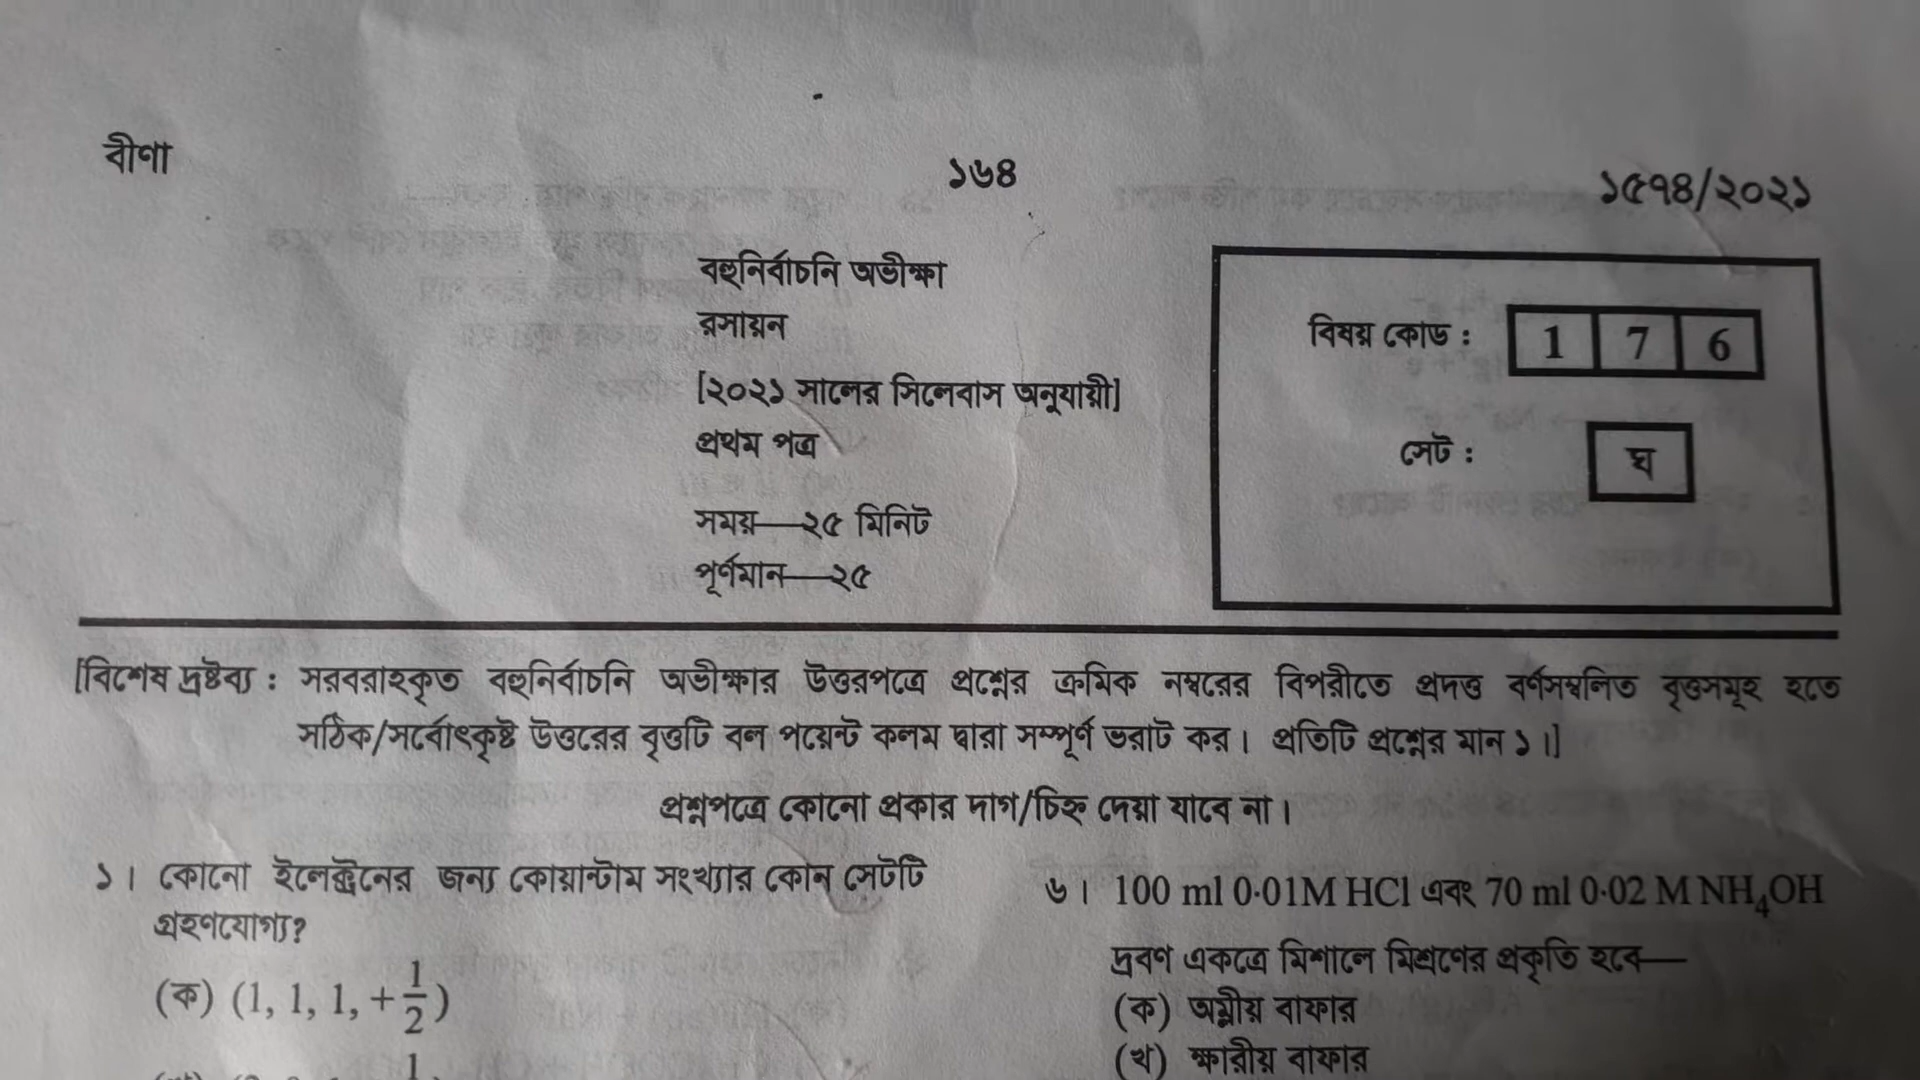 বীণা
১৬৪
১৫৭৪/২০২১
বহুনির্বাচনি অভীক্ষা
রসায়ন
[২০২১ সালের সিলেবাস অনুযায়ী]
প্রথম পত্র
সময়—২৫ মিনিট
পূর্ণমান—২৫
বিষয় কোড : 1 7 6
সেট : ঘ
[বিশেষ দ্রষ্টব্য : সরবরাহকৃত বহুনির্বাচনি অভীক্ষার উত্তরপত্রে প্রশ্নের ক্রমিক নম্বরের বিপরীতে প্রদত্ত বর্ণসম্বলিত বৃত্তসমূহ হতে
সঠিক/সর্বোৎকৃষ্ট উত্তরের বৃত্তটি বল পয়েন্ট কলম দ্বারা সম্পূর্ণ ভরাট কর। প্রতিটি প্রশ্নের মান ১।]
প্রশ্নপত্রে কোনো প্রকার দাগ/চিহ্ন দেয়া যাবে না।
১। কোনো ইলেক্ট্রনের জন্য কোয়ান্টাম সংখ্যার কোন্ সেটটি
গ্রহণযোগ্য?
(ক) (1, 1, 1, +1/2)
৬। 100 ml 0·01M HCl এবং 70 ml 0·02 M NH₄OH
দ্রবণ একত্রে মিশালে মিশ্রণের প্রকৃতি হবে—
(ক) অম্লীয় বাফার
(খ) ক্ষারীয় বাফার